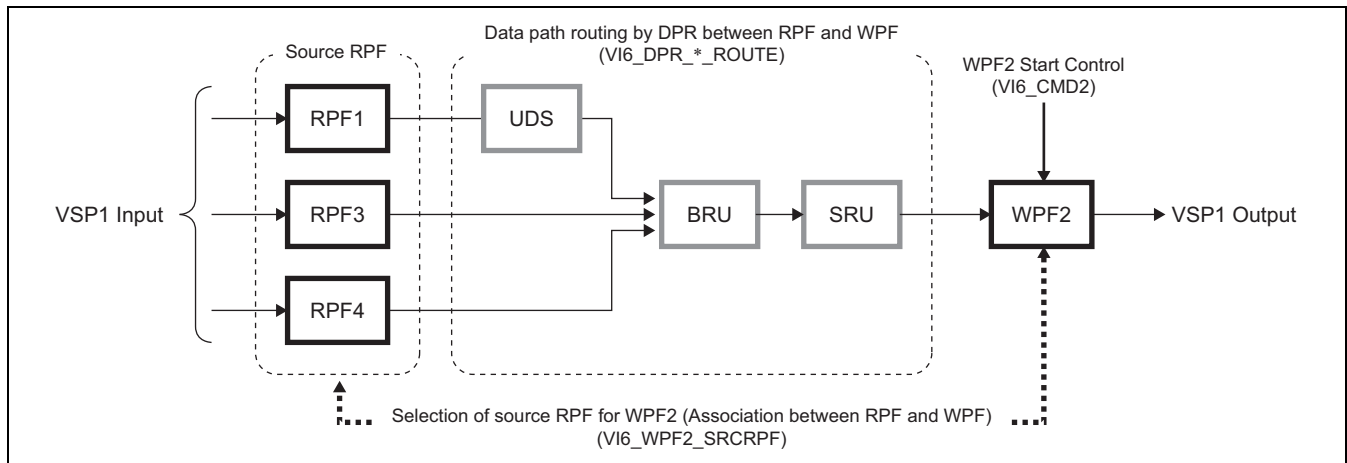 Data path routing by DPR between RPF and WPF
(VI6_DPR_*_ROUTE)
Source RPF
WPF2 Start Control
(VI6_CMD2)
RPF1
UDS
VSP1 Input
RPF3
BRU
SRU
WPF2
VSP1 Output
RPF4
Selection of source RPF for WPF2 (Association between RPF and WPF)
(VI6_WPF2_SRCRPF)